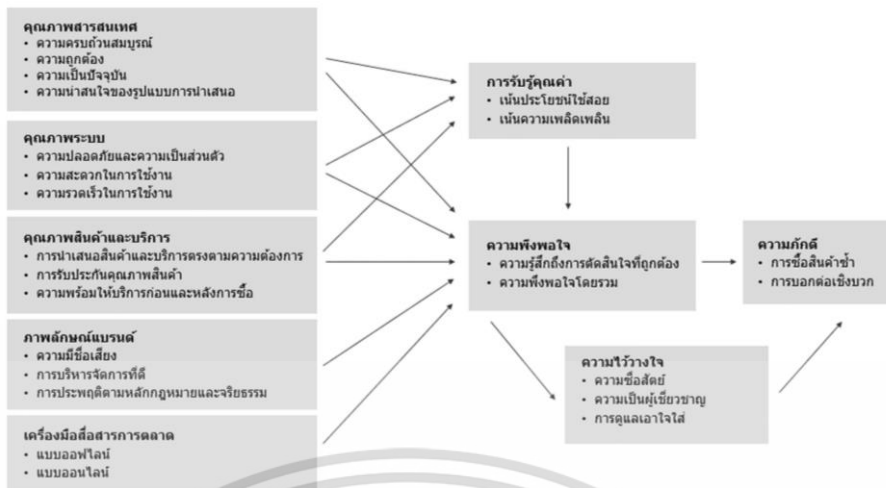 คุณภาพสารสนเทศ
• ความครบถ้วนสมบูรณ์
• ความถูกต้อง
• ความเป็นปัจจุบัน
• ความน่าสนใจของรูปแบบการนำเสนอ
คุณภาพระบบ
• ความปลอดภัยและความเป็นส่วนตัว
• ความสะดวกในการใช้งาน
• ความรวดเร็วในการใช้งาน
คุณภาพสินค้าและบริการ
• การนำเสนอสินค้าและบริการตรงตามความต้องการ
• การรับประกันคุณภาพสินค้า
• ความพร้อมให้บริการก่อนและหลังการซื้อ
ภาพลักษณ์แบรนด์
• ความมีชื่อเสียง
• การบริหารจัดการที่ดี
• การประพฤติตามหลักกฎหมายและจริยธรรม
เครื่องมือสื่อสารการตลาด
• แบบออฟไลน์
• แบบออนไลน์
การรับรู้คุณค่า
• เน้นประโยชน์ใช้สอย
• เน้นความเพลิดเพลิน
ความพึงพอใจ
• ความรู้สึกถึงการตัดสินใจที่ถูกต้อง
• ความพึงพอใจโดยรวม
ความไว้วางใจ
• ความซื่อสัตย์
• ความเป็นผู้เชี่ยวชาญ
• การดูแลเอาใจใส่
ความภักดี
• การซื้อสินค้าซ้ำ
• การบอกต่อเชิงบวก